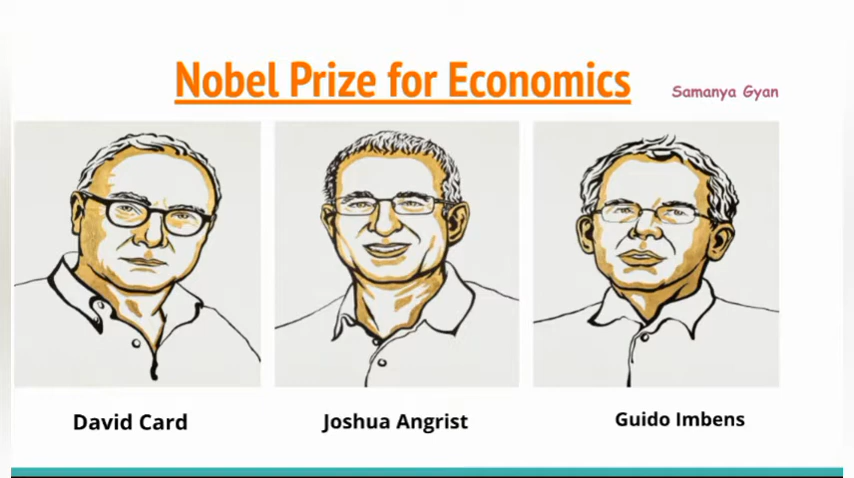 Nobel Prize for Economics
Samanya Gyan
David Card
Joshua Angrist
Guido Imbens